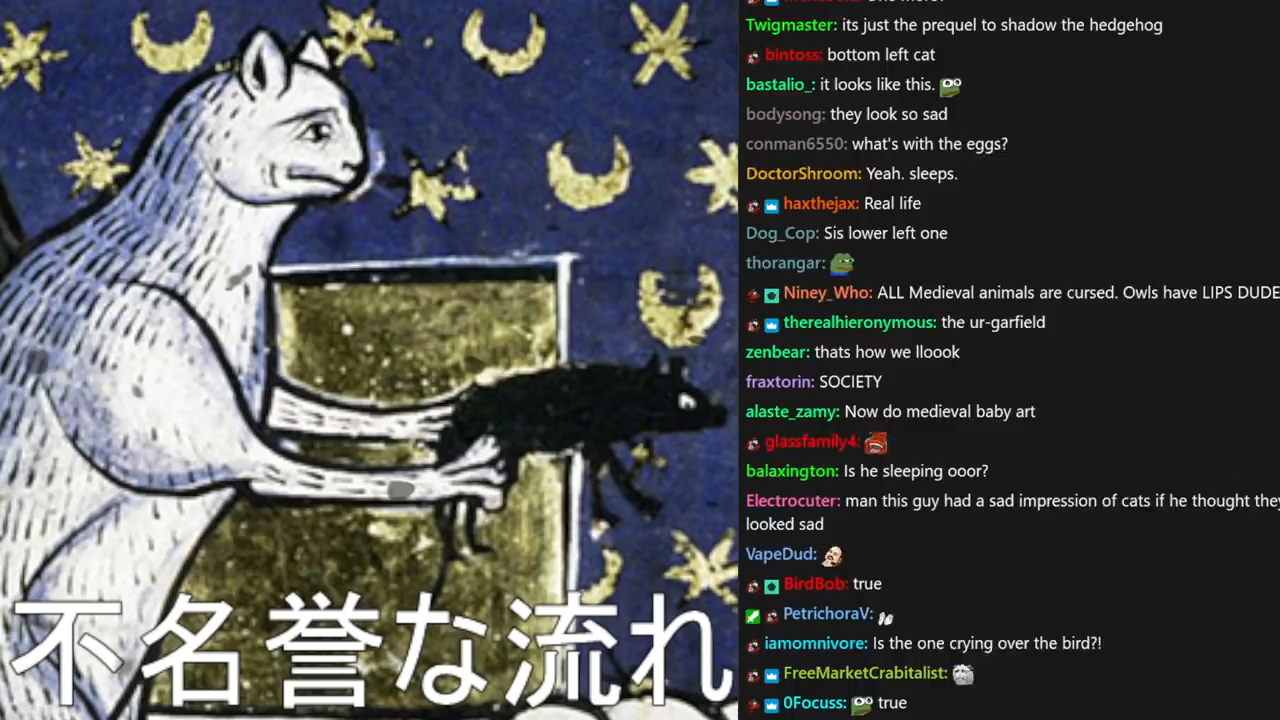 不名誉な流れ
Twigmaster: its just the prequel to shadow the hedgehog
bintoss: bottom left cat
bastalio_: it looks like this.
bodysong: they look so sad
conman6550: what's with the eggs?
DoctorShroom: Yeah. sleeps.
haxthejax: Real life
Dog_Cop: Sis lower left one
thorangar:
Niney_Who: ALL Medieval animals are cursed. Owls have LIPS DUDE
therealhieronymous: the ur-garfield
zenbear: thats how we lloook
fraxtorin: SOCIETY
alaste_zamy: Now do medieval baby art
glassfamily4:
balaxington: Is he sleeping ooor?
Electrocuter: man this guy had a sad impression of cats if he thought they
looked sad
VapeDud:
BirdBob: true
PetrichoraV:
iamomnivore: Is the one crying over the bird?!
FreeMarketCrabitalist:
0Focuss: true